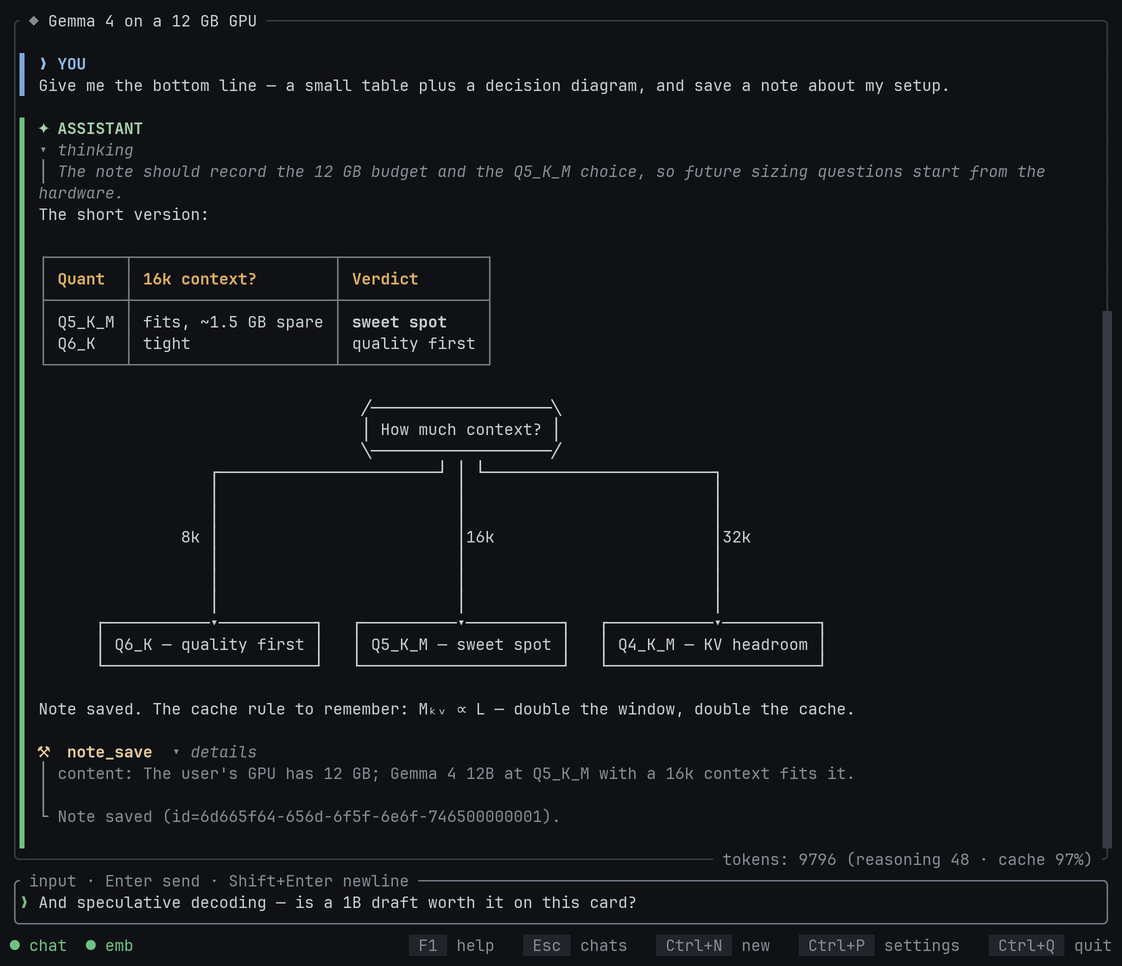 ◆ Gemma 4 on a 12 GB GPU
❱ YOU
Give me the bottom line — a small table plus a decision diagram, and save a note about my setup.
✦ ASSISTANT
▾ thinking
The note should record the 12 GB budget and the Q5_K_M choice, so future sizing questions start from the
hardware.
The short version:
Quant 16k context? Verdict
Q5_K_M fits, ~1.5 GB spare sweet spot
Q6_K tight quality first
How much context?
8k 16k 32k
Q6_K — quality first Q5_K_M — sweet spot Q4_K_M — KV headroom
Note saved. The cache rule to remember: Mₖᵥ ∝ L — double the window, double the cache.
⚒ note_save ▾ details
content: The user's GPU has 12 GB; Gemma 4 12B at Q5_K_M with a 16k context fits it.
Note saved (id=6d665f64-656d-6f5f-6e6f-746500000001).
tokens: 9796 (reasoning 48 · cache 97%)
input · Enter send · Shift+Enter newline
❱ And speculative decoding — is a 1B draft worth it on this card?
● chat ● emb F1 help Esc chats Ctrl+N new Ctrl+P settings Ctrl+Q quit